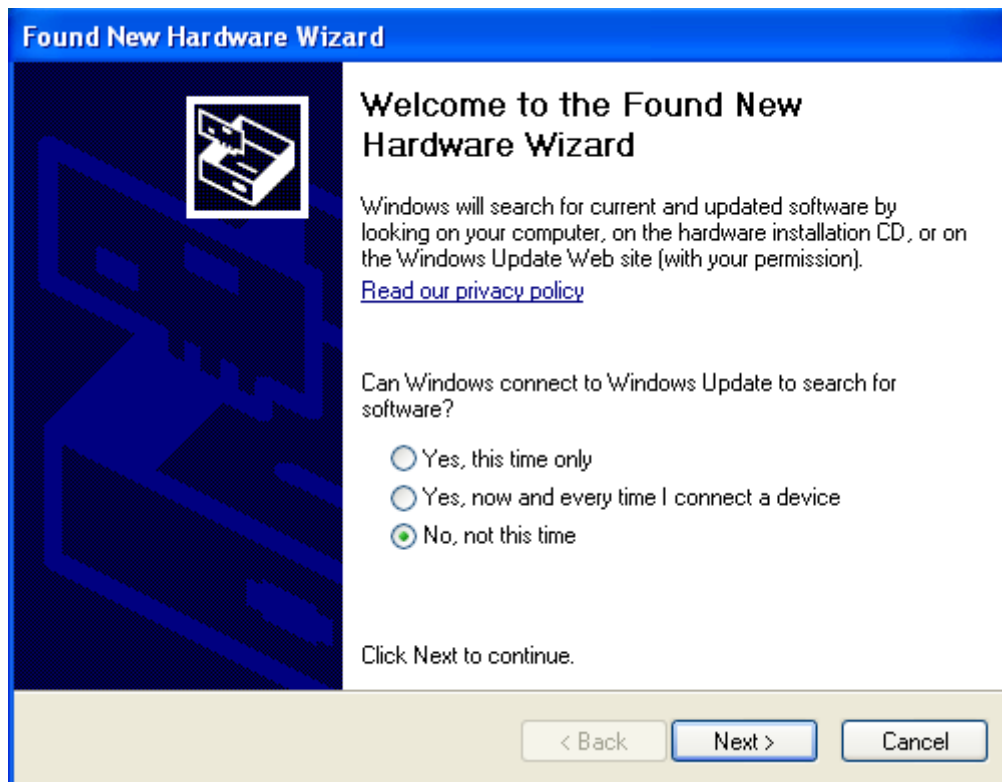 Found New Hardware Wizard
Welcome to the Found New
Hardware Wizard
Windows will search for current and updated software by
looking on your computer, on the hardware installation CD, or on
the Windows Update Web site (with your permission).
Read our privacy policy
Can Windows connect to Windows Update to search for
software?
Yes, this time only
Yes, now and every time I connect a device
No, not this time
Click Next to continue.
< Back Next > Cancel